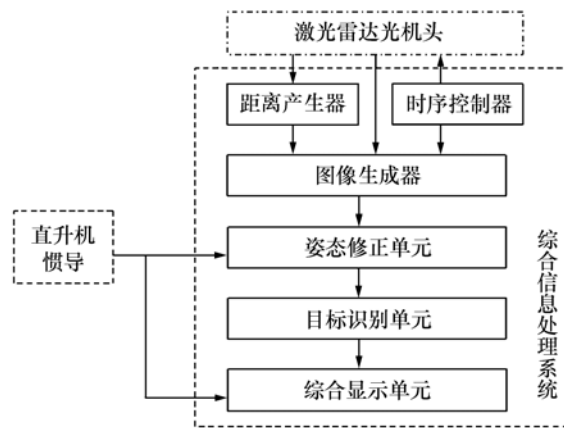 激光雷达光机头
距离产生器
时序控制器
图像生成器
直升机
惯导
姿态修正单元
目标识别单元
综合显示单元
综合信息处理系统